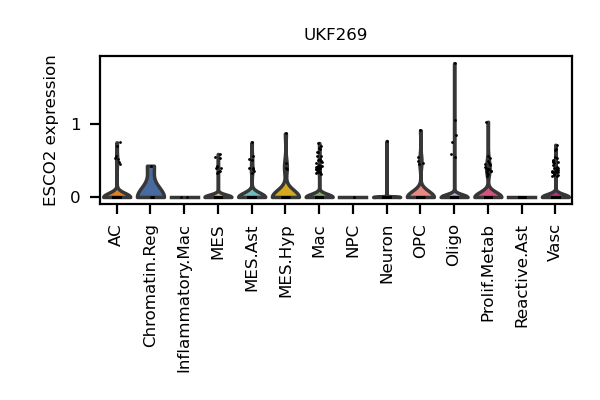 UKF269
ESCO2 expression
1
0
AC
Chromatin.Reg
Inflammatory.Mac
MES
MES.Ast
MES.Hyp
Mac
NPC
Neuron
OPC
Oligo
Prolif.Metab
Reactive.Ast
Vasc